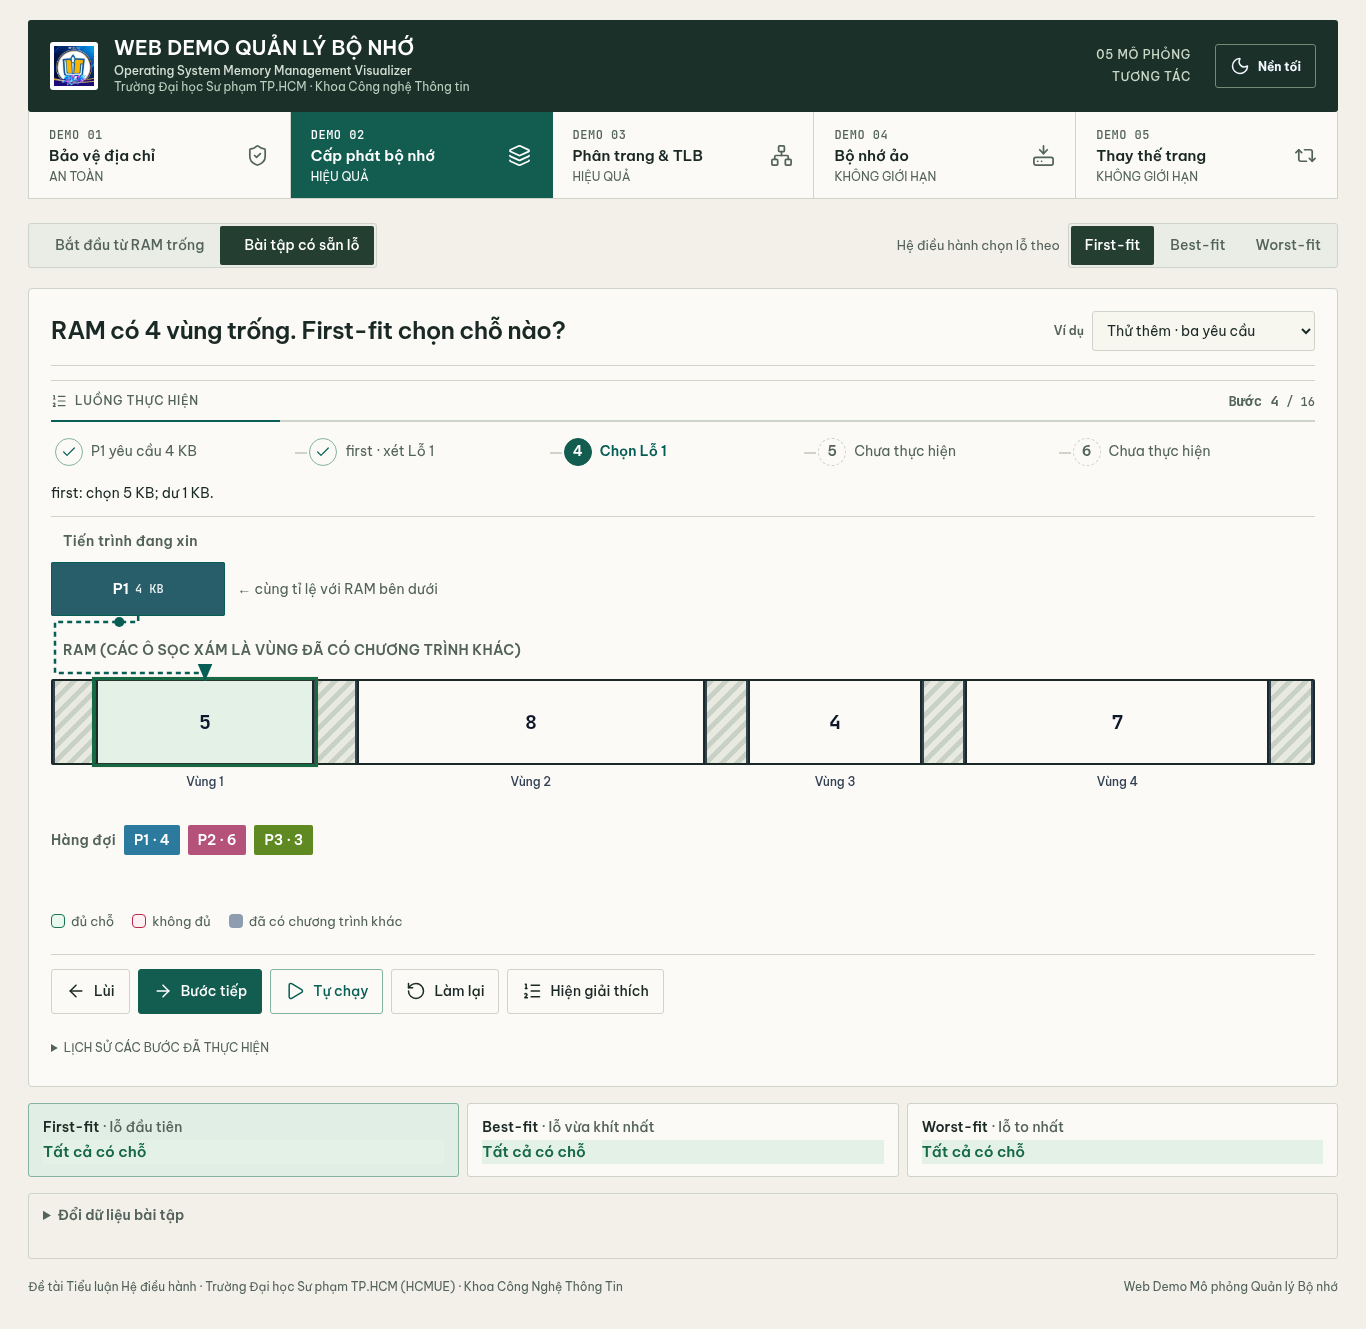 WEB DEMO QUẢN LÝ BỘ NHỚ
Operating System Memory Management Visualizer
Trường Đại học Sư phạm TP.HCM · Khoa Công nghệ Thông tin
05 MÔ PHỎNG
TƯƠNG TÁC
Nền tối
DEMO 01
Bảo vệ địa chỉ
AN TOÀN
DEMO 02
Cấp phát bộ nhớ
HIỆU QUẢ
DEMO 03
Phân trang & TLB
HIỆU QUẢ
DEMO 04
Bộ nhớ ảo
KHÔNG GIỚI HẠN
DEMO 05
Thay thế trang
KHÔNG GIỚI HẠN
Bắt đầu từ RAM trống
Bài tập có sẵn lỗ
Hệ điều hành chọn lỗ theo
First-fit
Best-fit
Worst-fit
RAM có 4 vùng trống. First-fit chọn chỗ nào?
Ví dụ
Thử thêm · ba yêu cầu
LUỒNG THỰC HIỆN
Bước 4 / 16
P1 yêu cầu 4 KB
first · xét Lỗ 1
4 Chọn Lỗ 1
5 Chưa thực hiện
6 Chưa thực hiện
first: chọn 5 KB; dư 1 KB.
Tiến trình đang xin
P1 4 KB
← cùng tỉ lệ với RAM bên dưới
RAM (CÁC Ô SỌC XÁM LÀ VÙNG ĐÃ CÓ CHƯƠNG TRÌNH KHÁC)
5
8
4
7
Vùng 1
Vùng 2
Vùng 3
Vùng 4
Hàng đợi
P1 · 4
P2 · 6
P3 · 3
đủ chỗ
không đủ
đã có chương trình khác
Lùi
Bước tiếp
Tự chạy
Làm lại
Hiện giải thích
LỊCH SỬ CÁC BƯỚC ĐÃ THỰC HIỆN
First-fit · lỗ đầu tiên
Tất cả có chỗ
Best-fit · lỗ vừa khít nhất
Tất cả có chỗ
Worst-fit · lỗ to nhất
Tất cả có chỗ
Đổi dữ liệu bài tập
Đề tài Tiểu luận Hệ điều hành · Trường Đại học Sư phạm TP.HCM (HCMUE) · Khoa Công Nghệ Thông Tin
Web Demo Mô phỏng Quản lý Bộ nhớ